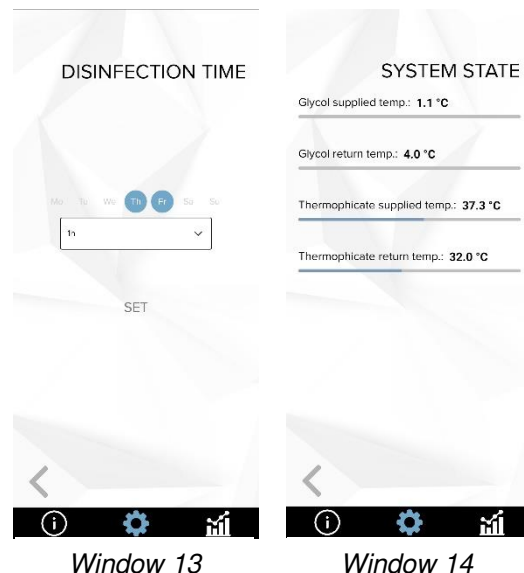 DISINFECTION TIME
Mo Tu We Th Fr Sa Su
1h
SET
Window 13
SYSTEM STATE
Glycol supplied temp.: 1.1 °C
Glycol return temp.: 4.0 °C
Thermophicate supplied temp.: 37.3 °C
Thermophicate return temp.: 32.0 °C
Window 14